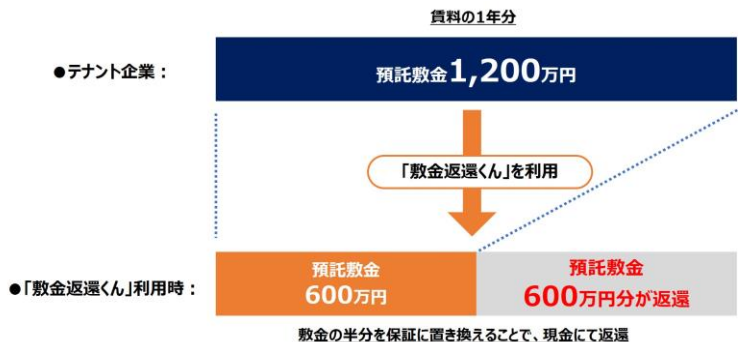 賃料の1年分
●テナント企業：
預託敷金1,200万円
「敷金返還くん」を利用
●「敷金返還くん」利用時：
預託敷金
600万円
預託敷金
600万円分が返還
敷金の半分を保証に置き換えることで、現金にて返還